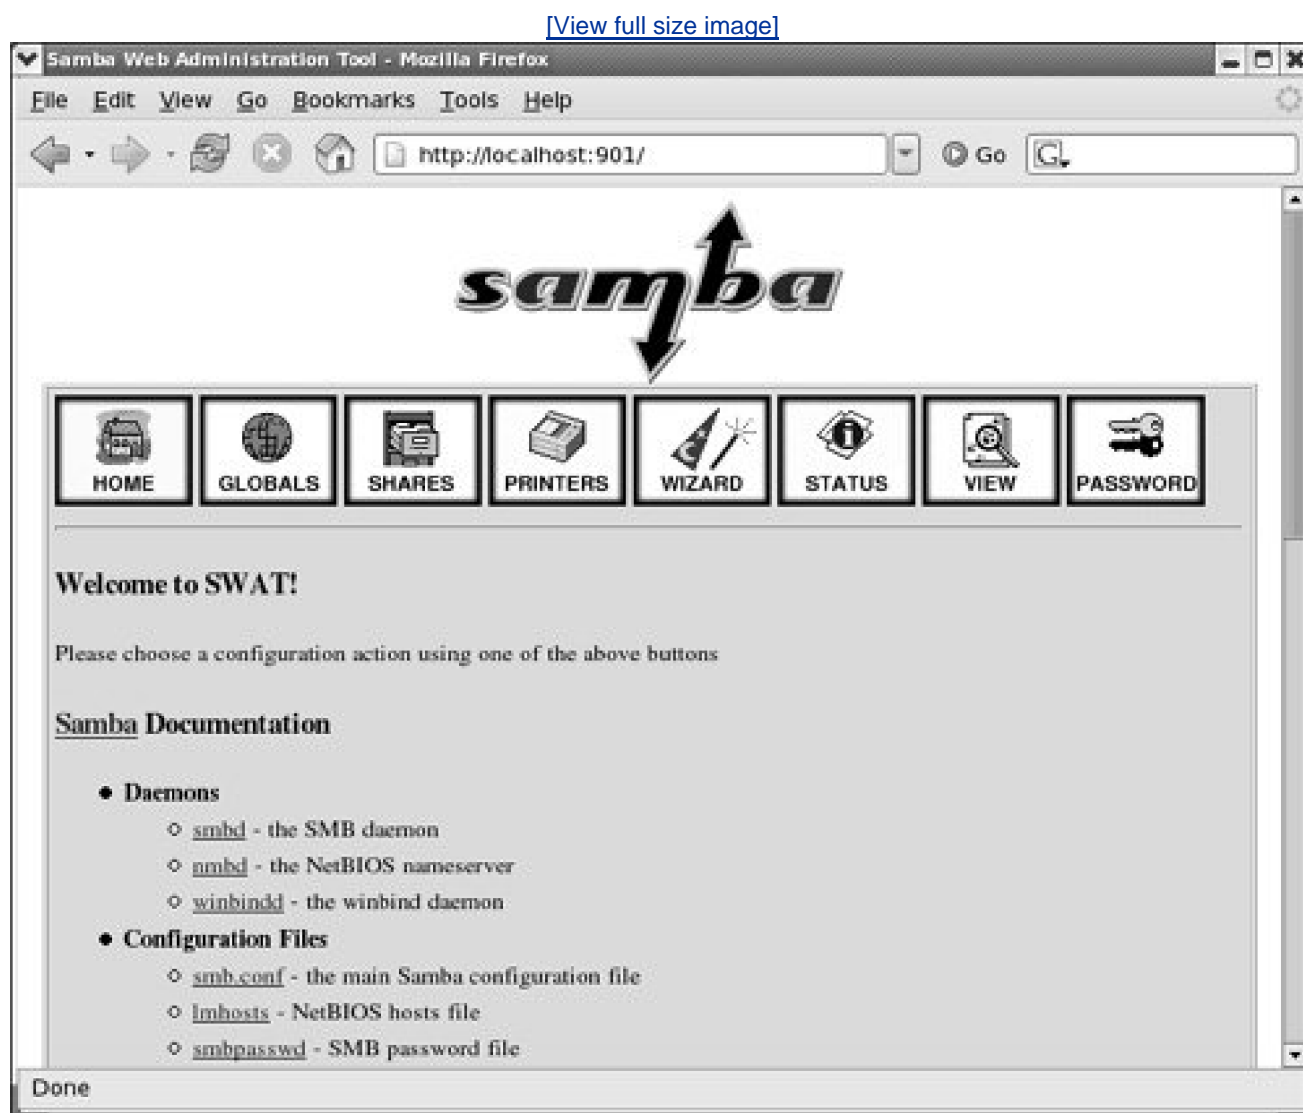 [View full size image]
Samba Web Administration Tool - Mozilla Firefox
File Edit View Go Bookmarks Tools Help
http://localhost:901/ Go G
samba
HOME GLOBALS SHARES PRINTERS WIZARD STATUS VIEW PASSWORD
Welcome to SWAT!
Please choose a configuration action using one of the above buttons
Samba Documentation
Daemons
smbd - the SMB daemon
nmbd - the NetBIOS nameserver
winbindd - the winbind daemon
Configuration Files
smb.conf - the main Samba configuration file
lmhosts - NetBIOS hosts file
smbpasswd - SMB password file
Done